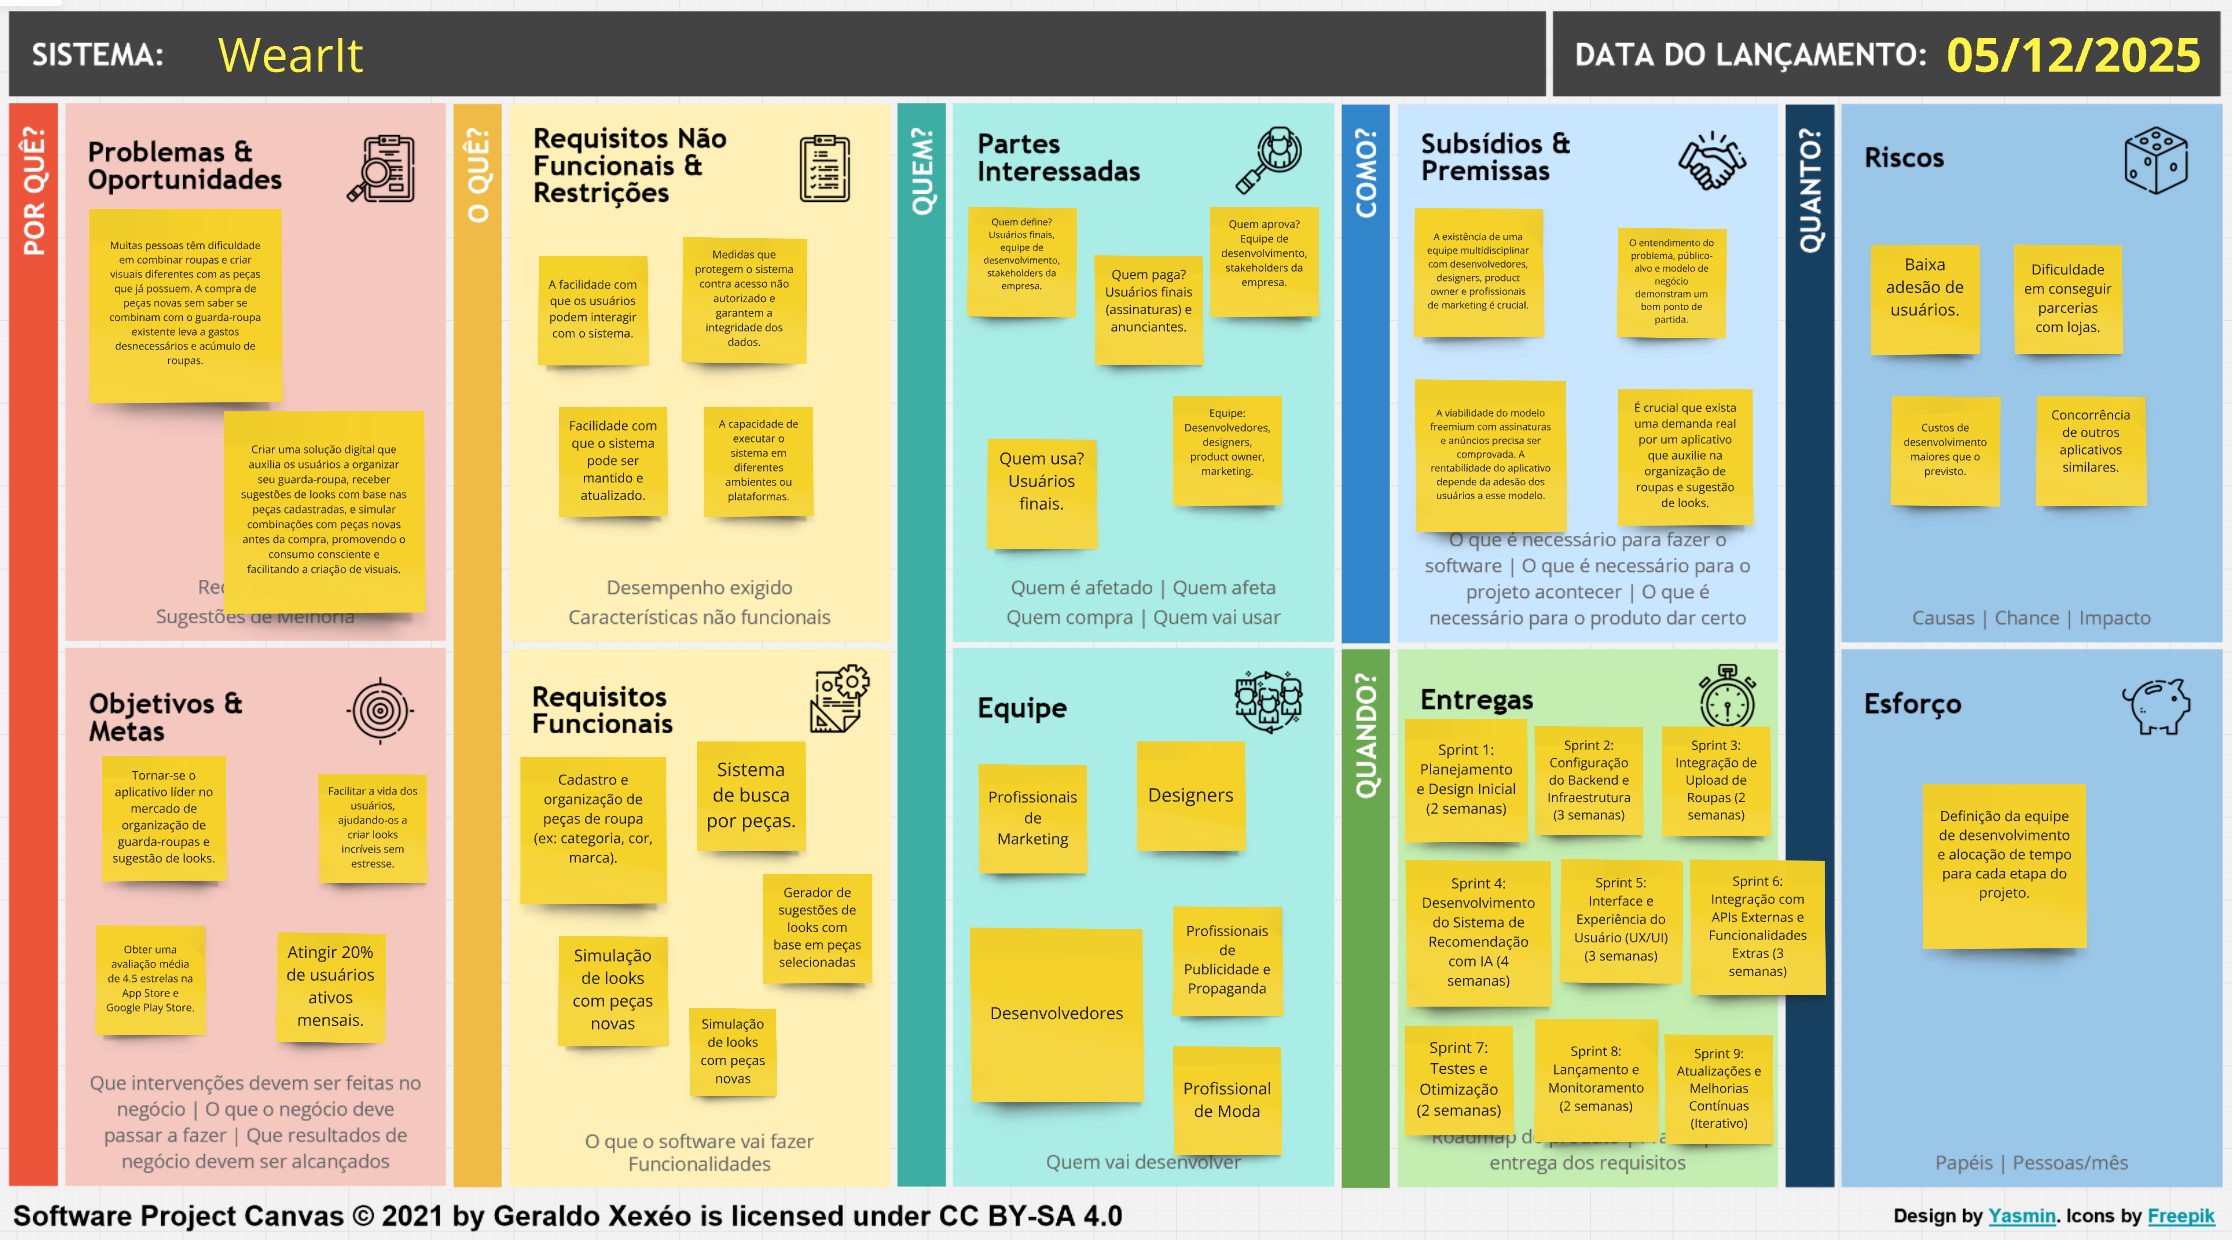 SISTEMA: WearIt
DATA DO LANÇAMENTO: 05/12/2025
POR QUÊ?
Problemas &
Oportunidades
Muitas pessoas têm dificuldade
em combinar roupas e criar
visuais diferentes com as peças
que já possuem. A compra de
peças novas sem saber se
combinam com o guarda-roupa
existente leva a gastos
desnecessários e acúmulo de
roupas.
Criar uma solução digital que
auxilia os usuários a organizar
seu guarda-roupa, receber
sugestões de looks com base nas
peças cadastradas, e simular
combinações com peças novas
antes da compra, promovendo o
consumo consciente e
facilitando a criação de visuais.
Sugestões de Melhoria
Objetivos &
Metas
Tornar-se o
aplicativo líder no
mercado de
organização de
guarda-roupas e
sugestão de looks.
Facilitar a vida dos
usuários,
ajudando-os a
criar looks
incríveis sem
estresse.
Obter uma
avaliação média
de 4.5 estrelas na
App Store e
Google Play Store.
Atingir 20%
de usuários
ativos
mensais.
Que intervenções devem ser feitas no
negócio | O que o negócio deve
passar a fazer | Que resultados de
negócio devem ser alcançados
O QUÊ?
Requisitos Não
Funcionais &
Restrições
A facilidade com
que os usuários
podem interagir
com o sistema.
Medidas que
protegem o sistema
contra acesso não
autorizado e
garantem a
integridade dos
dados.
Facilidade com
que o sistema
pode ser
mantido e
atualizado.
A capacidade de
executar o
sistema em
diferentes
ambientes ou
plataformas.
Desempenho exigido
Características não funcionais
Requisitos
Funcionais
Cadastro e
organização de
peças de roupa
(ex: categoria, cor,
marca).
Sistema
de busca
por peças.
Gerador de
sugestões de
looks com
base em peças
selecionadas
Simulação
de looks
com peças
novas
Simulação
de looks
com peças
novas
O que o software vai fazer
Funcionalidades
QUEM?
Partes
Interessadas
Quem define?
Usuários finais,
equipe de
desenvolvimento,
stakeholders da
empresa.
Quem paga?
Usuários finais
(assinaturas) e
anunciantes.
Quem aprova?
Equipe de
desenvolvimento,
stakeholders da
empresa.
Quem usa?
Usuários
finais.
Equipe:
Desenvolvedores,
designers,
product owner,
marketing.
Quem é afetado | Quem afeta
Quem compra | Quem vai usar
Equipe
Profissionais
de
Marketing
Designers
Desenvolvedores
Profissionais
de
Publicidade e
Propaganda
Profissional
de Moda
Quem vai desenvolver
COMO?
Subsídios &
Premissas
A existência de uma
equipe multidisciplinar
com desenvolvedores,
designers, product
owner e profissionais
de marketing é crucial.
O entendimento do
problema, público-
alvo e modelo de
negócio
demonstram um
bom ponto de
partida.
A viabilidade do modelo
freemium com assinaturas
e anúncios precisa ser
comprovada. A
rentabilidade do aplicativo
depende da adesão dos
usuários a esse modelo.
É crucial que exista
uma demanda real
por um aplicativo
que auxilie na
organização de
roupas e sugestão
de looks.
O que é necessário para fazer o
software | O que é necessário para o
projeto acontecer | O que é
necessário para o produto dar certo
QUANDO?
Entregas
Sprint 1:
Planejamento
e Design Inicial
(2 semanas)
Sprint 2:
Configuração
do Backend e
Infraestrutura
(3 semanas)
Sprint 3:
Integração de
Upload de
Roupas (2
semanas)
Sprint 4:
Desenvolvimento
do Sistema de
Recomendação
com IA (4
semanas)
Sprint 5:
Interface e
Experiência do
Usuário (UX/UI)
(3 semanas)
Sprint 6:
Integração com
APIs Externas e
Funcionalidades
Extras (3
semanas)
Sprint 7:
Testes e
Otimização
(2 semanas)
Sprint 8:
Lançamento e
Monitoramento
(2 semanas)
Sprint 9:
Atualizações e
Melhorias
Contínuas
(Iterativo)
Roadmap
entrega dos requisitos
QUANTO?
Riscos
Baixa
adesão de
usuários.
Dificuldade
em conseguir
parcerias
com lojas.
Custos de
desenvolvimento
maiores que o
previsto.
Concorrência
de outros
aplicativos
similares.
Causas | Chance | Impacto
Esforço
Definição da equipe
de desenvolvimento
e alocação de tempo
para cada etapa do
projeto.
Papéis | Pessoas/mês
Software Project Canvas © 2021 by Geraldo Xexéo is licensed under CC BY-SA 4.0
Design by Yasmin. Icons by Freepik